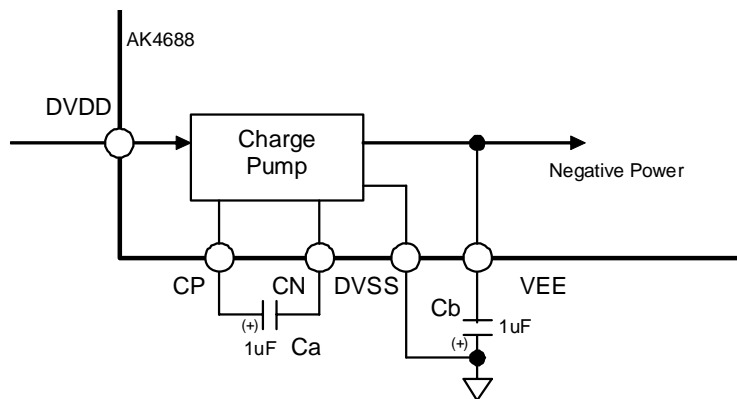 AK4688
DVDD
Charge
Pump
Negative Power
CP
CN
DVSS
VEE
(+)
1uF
Ca
Cb
1uF
(+)